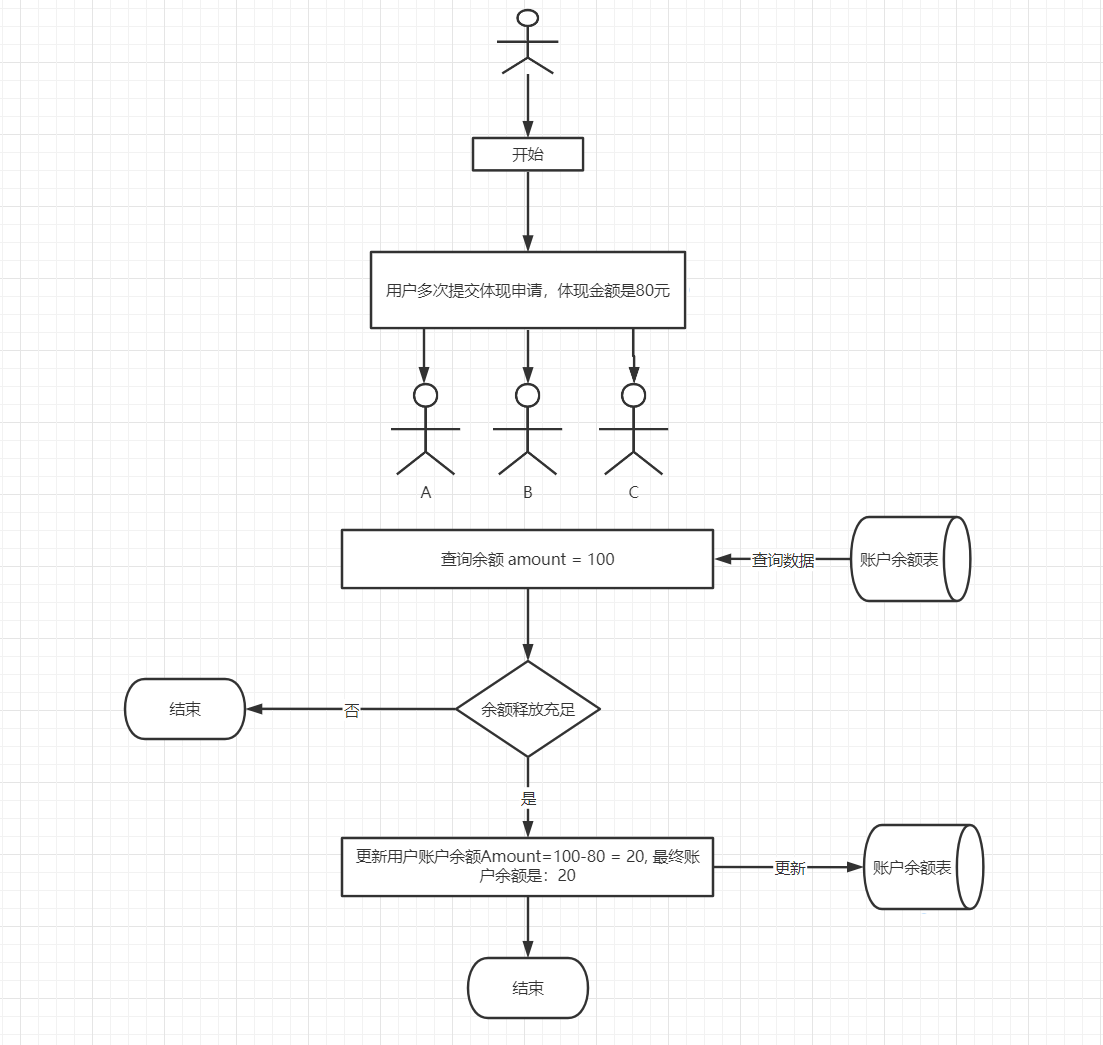 开始
用户多次提交体现申请，体现金额是80元
A
B
C
查询余额 amount = 100
查询数据
账户余额表
结束
否
余额释放充足
是
更新用户账户余额Amount=100-80 = 20, 最终账
户余额是：20
更新
账户余额表
结束